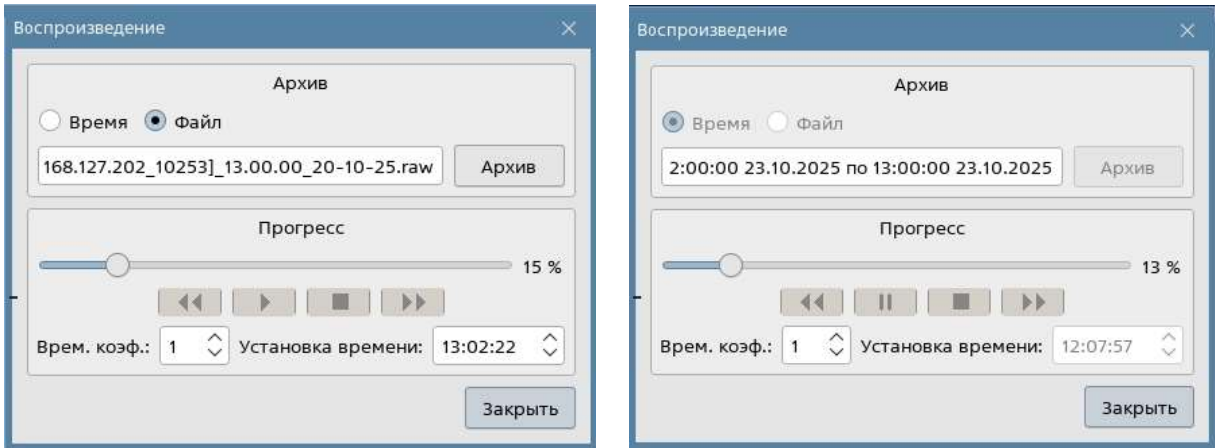 Воспроизведение
Архив
Время Файл
168.127.202_10253]_13.00.00_20-10-25.raw Архив
Прогресс
15 %
Врем. коэф.: 1 Установка времени: 13:02:22
Закрыть
Воспроизведение
Архив
Время Файл
2:00:00 23.10.2025 по 13:00:00 23.10.2025 Архив
Прогресс
13 %
Врем. коэф.: 1 Установка времени: 12:07:57
Закрыть